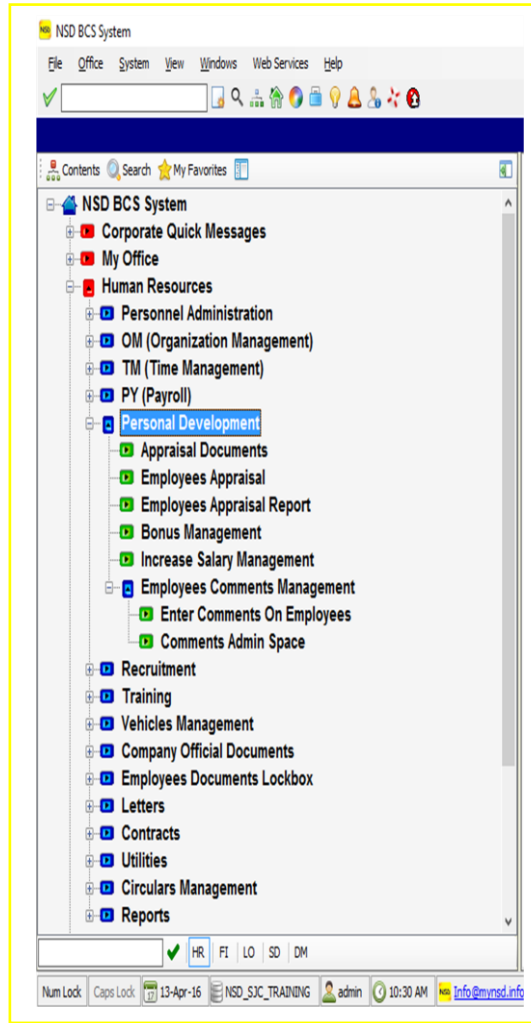 NSD NSD BCS System
File Office System View Windows Web Services Help
Contents Search My Favorites
NSD BCS System
Corporate Quick Messages
My Office
Human Resources
Personnel Administration
OM (Organization Management)
TM (Time Management)
PY (Payroll)
Personal Development
Appraisal Documents
Employees Appraisal
Employees Appraisal Report
Bonus Management
Increase Salary Management
Employees Comments Management
Enter Comments On Employees
Comments Admin Space
Recruitment
Training
Vehicles Management
Company Official Documents
Employees Documents Lockbox
Letters
Contracts
Utilities
Circulars Management
Reports
HR FI LO SD DM
Num Lock Caps Lock 17 13-Apr-16 NSD_SJC_TRAINING admin 10:30 AM NSD Info@mynsd.info